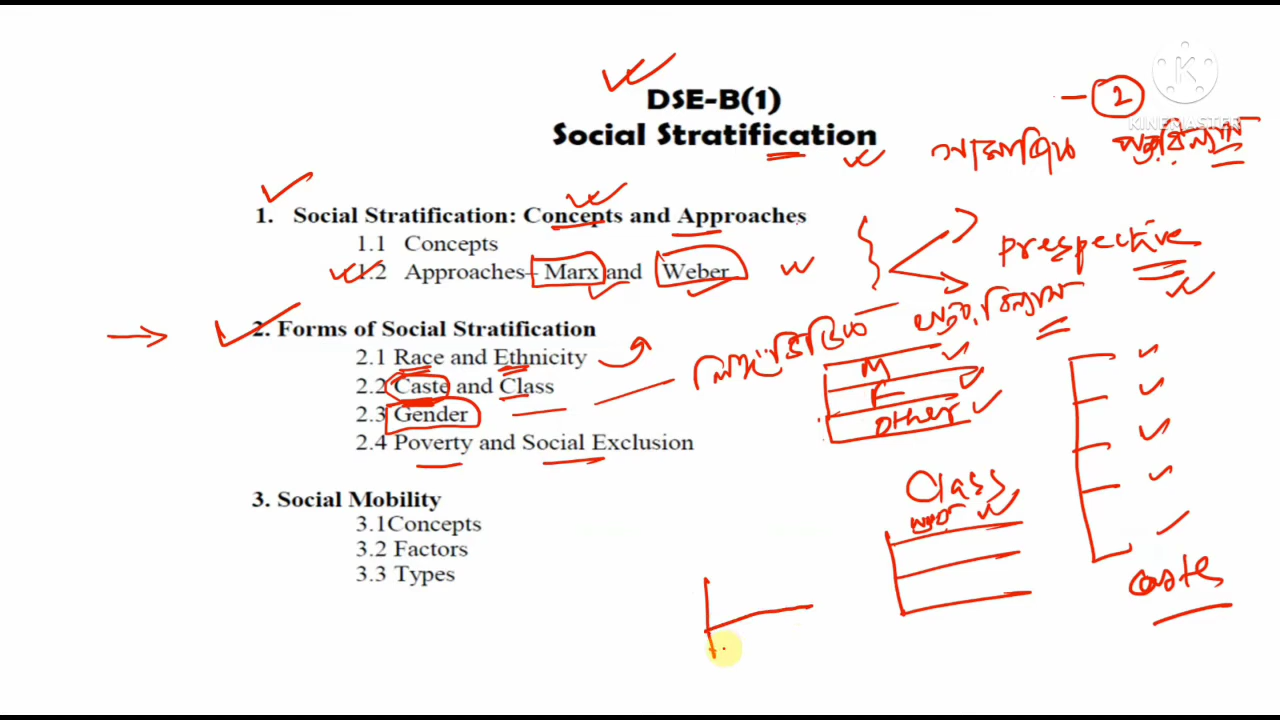 DSE-B(1)
Social Stratification
2
KINEMASTER
সামাজিক স্তরবিন্যাস
1. Social Stratification: Concepts and Approaches
1.1 Concepts
1.2 Approaches– Marx and Weber
prespective
2. Forms of Social Stratification
2.1 Race and Ethnicity
2.2 Caste and Class
2.3 Gender
2.4 Poverty and Social Exclusion
M
F
Other
Class
castes
3. Social Mobility
3.1Concepts
3.2 Factors
3.3 Types